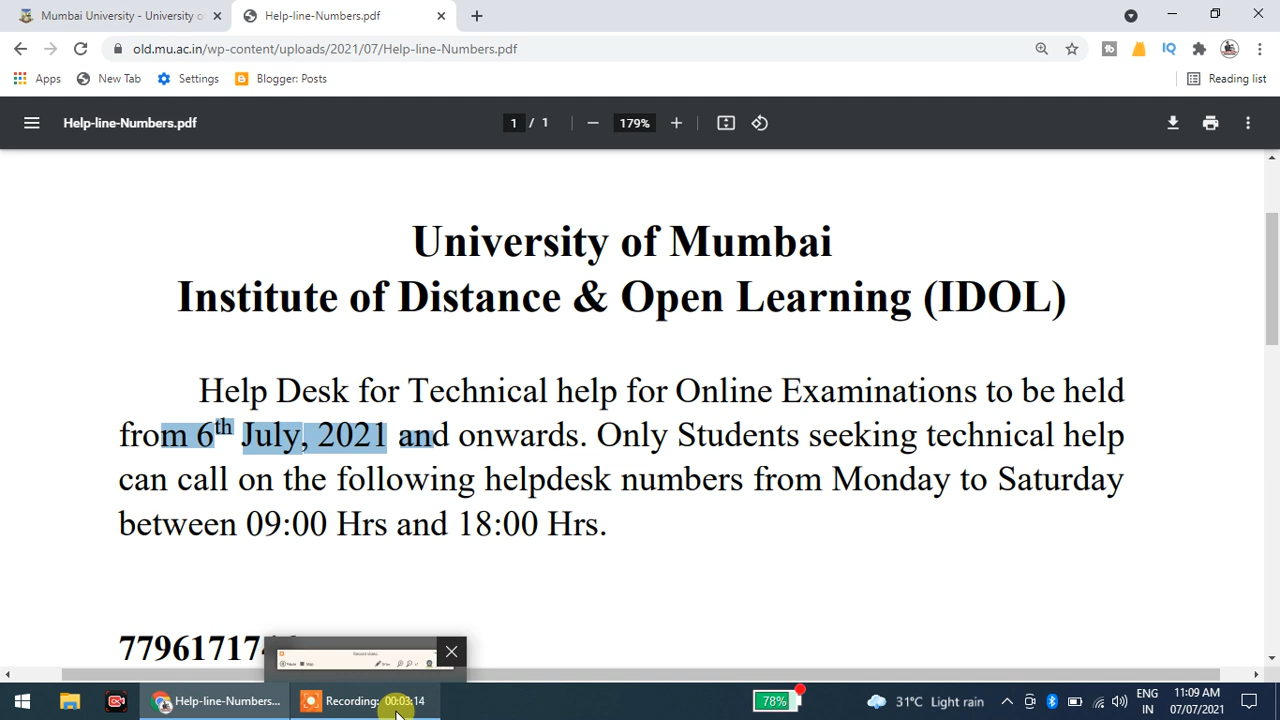 Mumbai University - University o
Help-line-Numbers.pdf
old.mu.ac.in/wp-content/uploads/2021/07/Help-line-Numbers.pdf
IQ
Apps
New Tab
Settings
Blogger: Posts
Reading list
Help-line-Numbers.pdf
1 / 1
179%
University of Mumbai
Institute of Distance & Open Learning (IDOL)
Help Desk for Technical help for Online Examinations to be held
from 6th July, 2021 and onwards. Only Students seeking technical help
can call on the following helpdesk numbers from Monday to Saturday
between 09:00 Hrs and 18:00 Hrs.
Help-line-Numbers...
Recording: 00:03:14
78%
31°C Light rain
ENG
IN
11:09 AM
07/07/2021